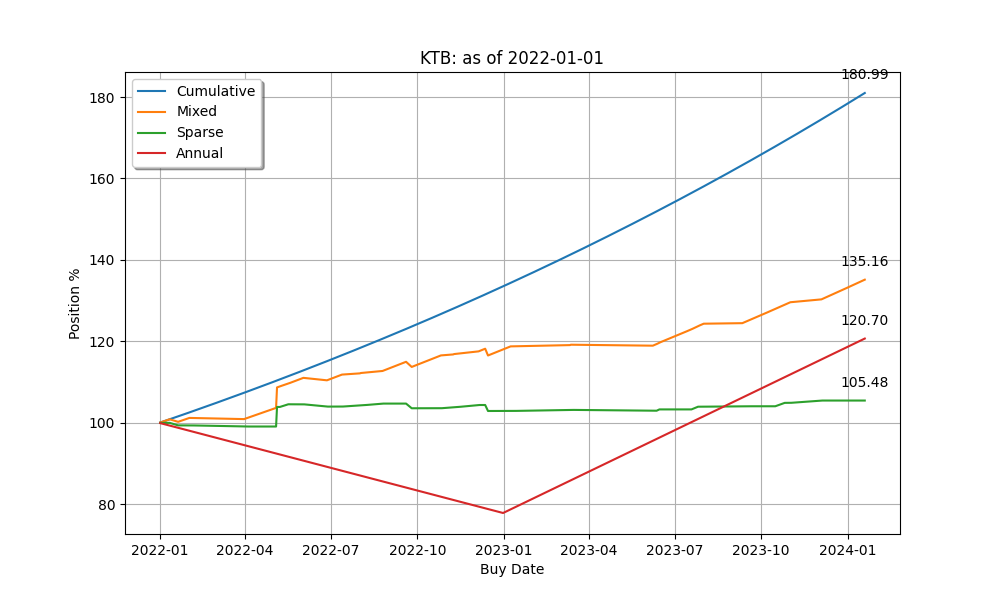 KTB: as of 2022-01-01
180.99
180
Cumulative
Mixed
Sparse
Annual
160
140
135.16
120
120.70
105.48
100
80
Position %
2022-01 2022-04 2022-07 2022-10 2023-01 2023-04 2023-07 2023-10 2024-01
Buy Date